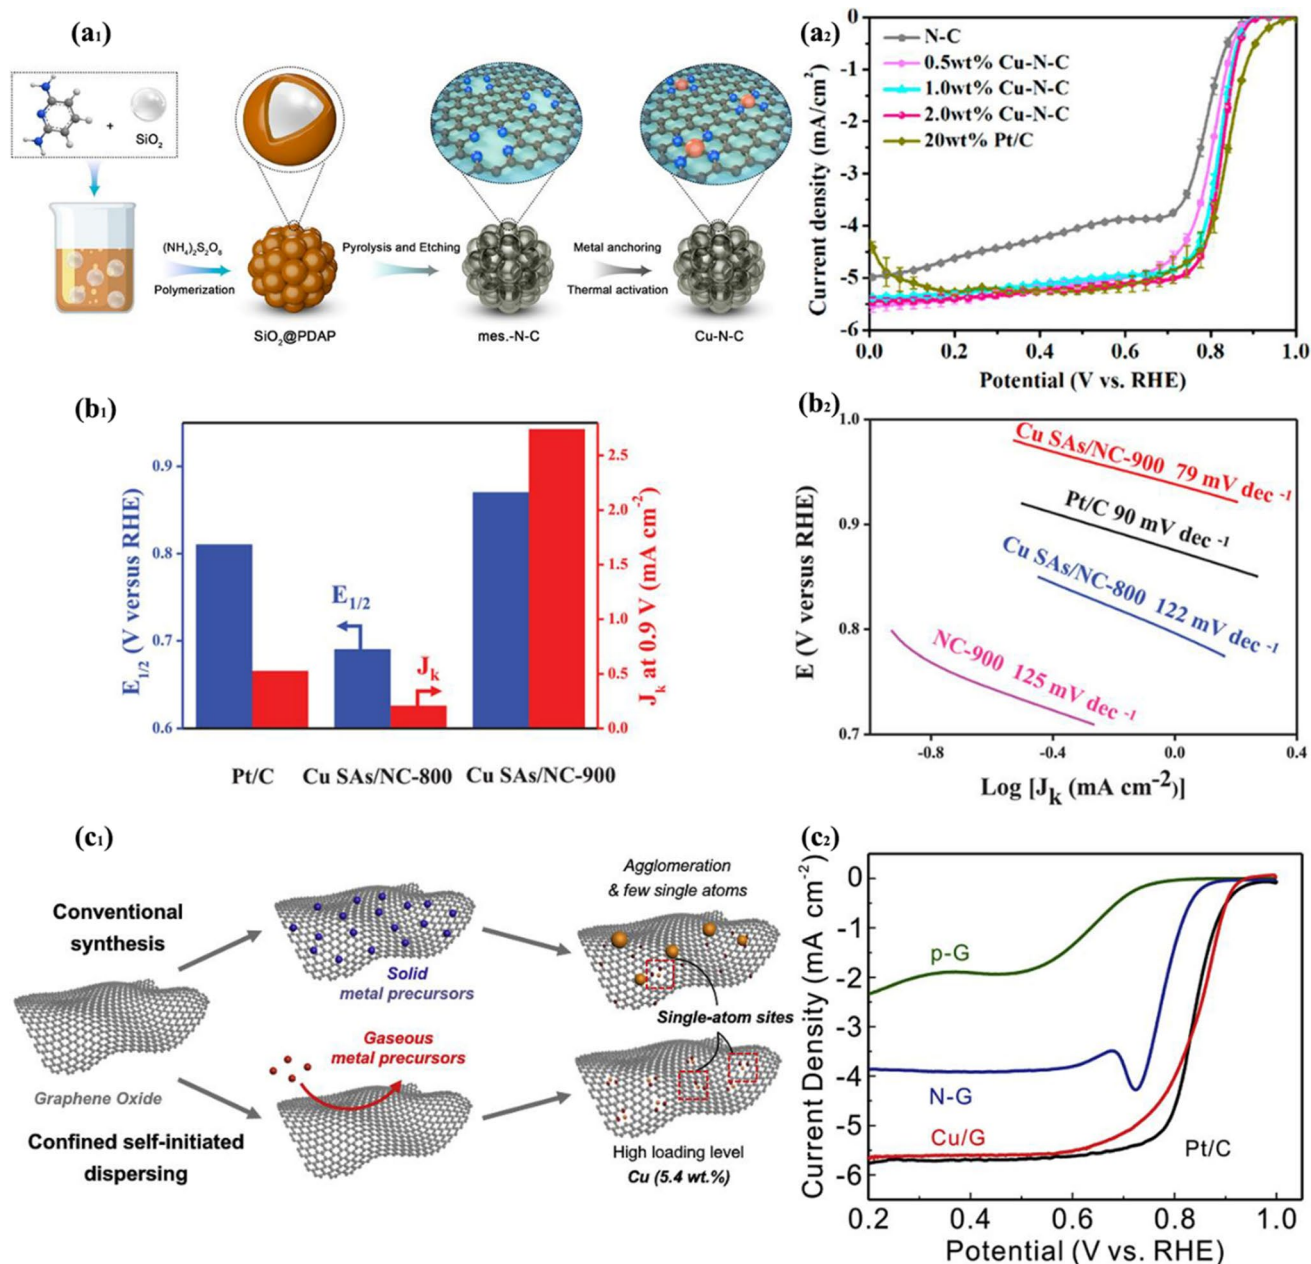 (a1)
+
SiO2
(NH4)2S2O8
Polymerization
SiO2@PDAP
Pyrolysis and Etching
mes.-N-C
Metal anchoring
Thermal activation
Cu-N-C
(a2)
N-C
0.5wt% Cu-N-C
1.0wt% Cu-N-C
2.0wt% Cu-N-C
20wt% Pt/C
Current density (mA/cm2)
0
-1
-2
-3
-4
-5
-6
0.0 0.2 0.4 0.6 0.8 1.0
Potential (V vs. RHE)
(b1)
E1/2 (V versus RHE)
0.9
0.8
0.7
0.6
E1/2
Jk
2.5
2.0
1.5
1.0
0.5
0.0
Jk at 0.9 V (mA cm-2)
Pt/C Cu SAs/NC-800 Cu SAs/NC-900
(b2)
E (V versus RHE)
1.0
0.9
0.8
0.7
Cu SAs/NC-900 79 mV dec -1
Pt/C 90 mV dec -1
Cu SAs/NC-800 122 mV dec -1
NC-900 125 mV dec -1
-0.8 -0.4 0.0 0.4
Log [Jk (mA cm-2)]
(c1)
Conventional
synthesis
Graphene Oxide
Confined self-initiated
dispersing
Solid
metal precursors
Gaseous
metal precursors
Agglomeration
& few single atoms
Single-atom sites
High loading level
Cu (5.4 wt.%)
(c2)
Current Density (mA cm-2)
0
-1
-2
-3
-4
-5
-6
p-G
N-G
Cu/G
Pt/C
0.2 0.4 0.6 0.8 1.0
Potential (V vs. RHE)